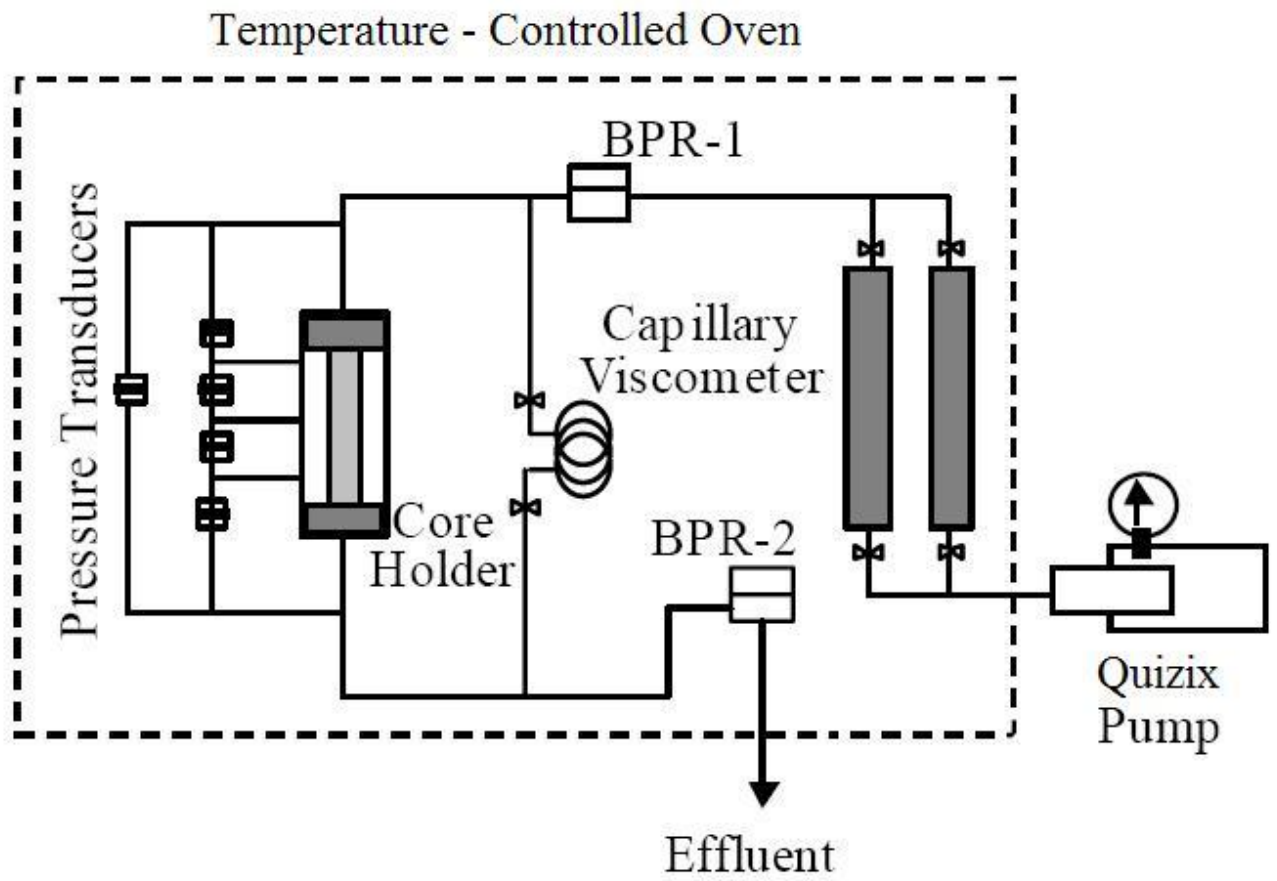 Temperature - Controlled Oven
BPR-1
Pressure Transducers
Capillary
Viscometer
Core
Holder
BPR-2
Quizix
Pump
Effluent